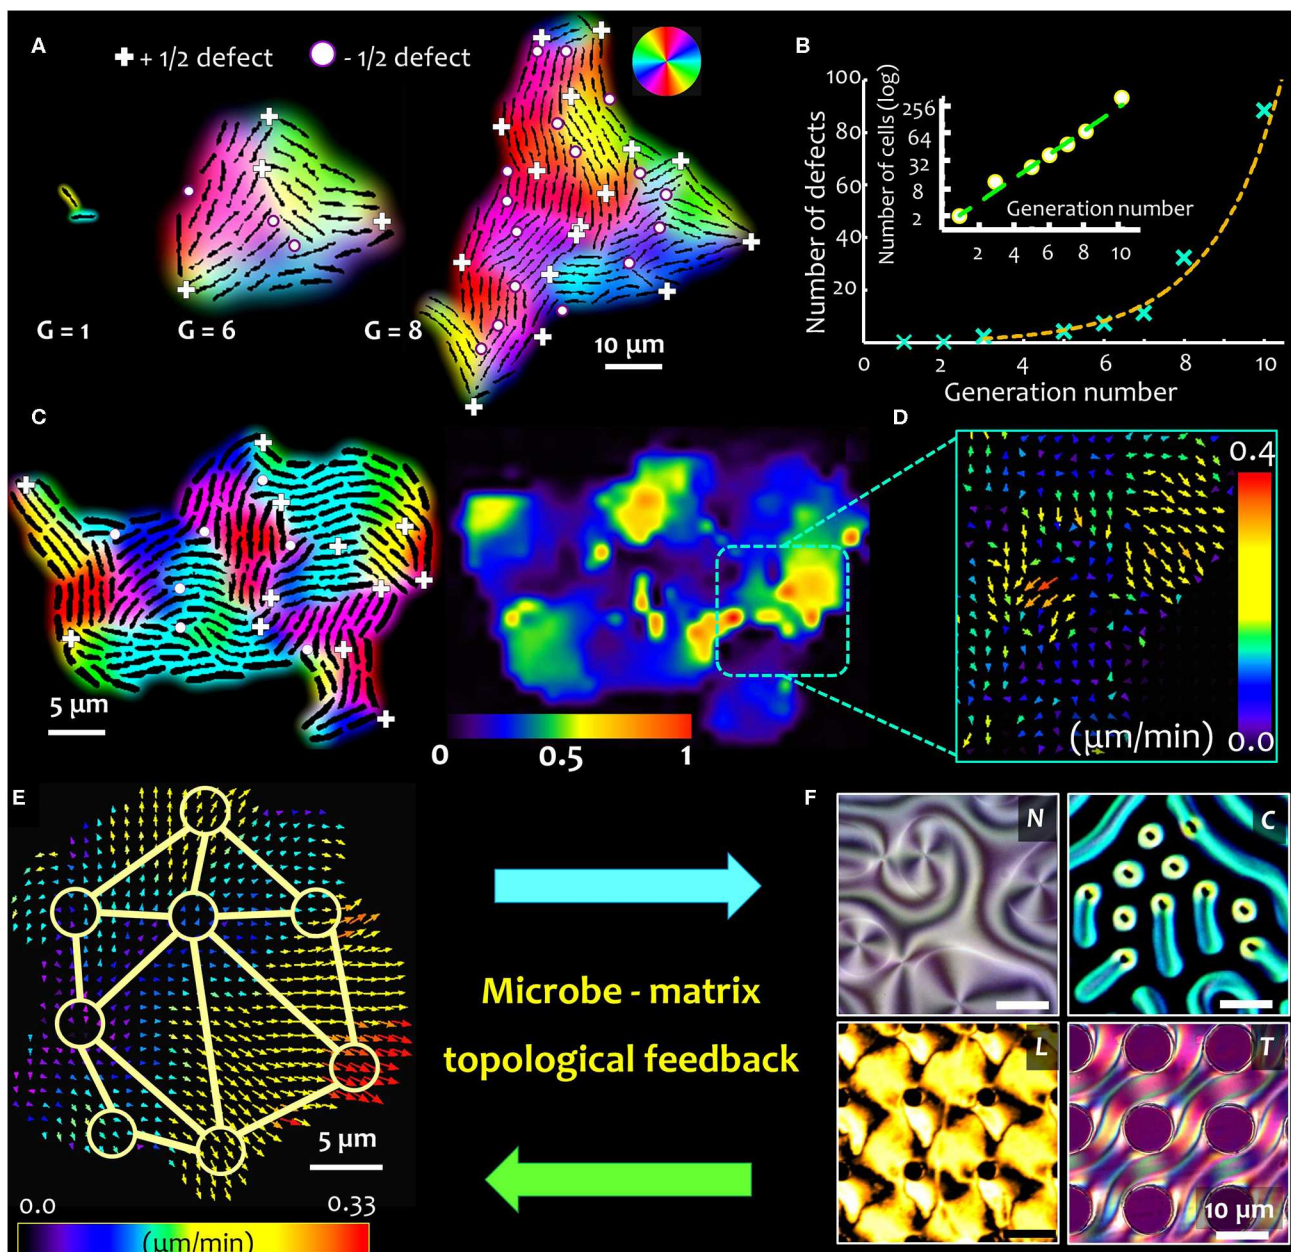 A
+ 1/2 defect
- 1/2 defect
G = 1
G = 6
G = 8
10 µm
B
Number of defects
100
80
60
40
20
0
2
4
6
8
10
Generation number
Number of cells (log)
256
64
32
8
2
Generation number
2
4
6
8
10
C
5 µm
0
0.5
1
D
0.4
(µm/min)
0.0
E
5 µm
0.0
0.33
(µm/min)
Microbe - matrix
topological feedback
F
N
C
L
T
10 µm